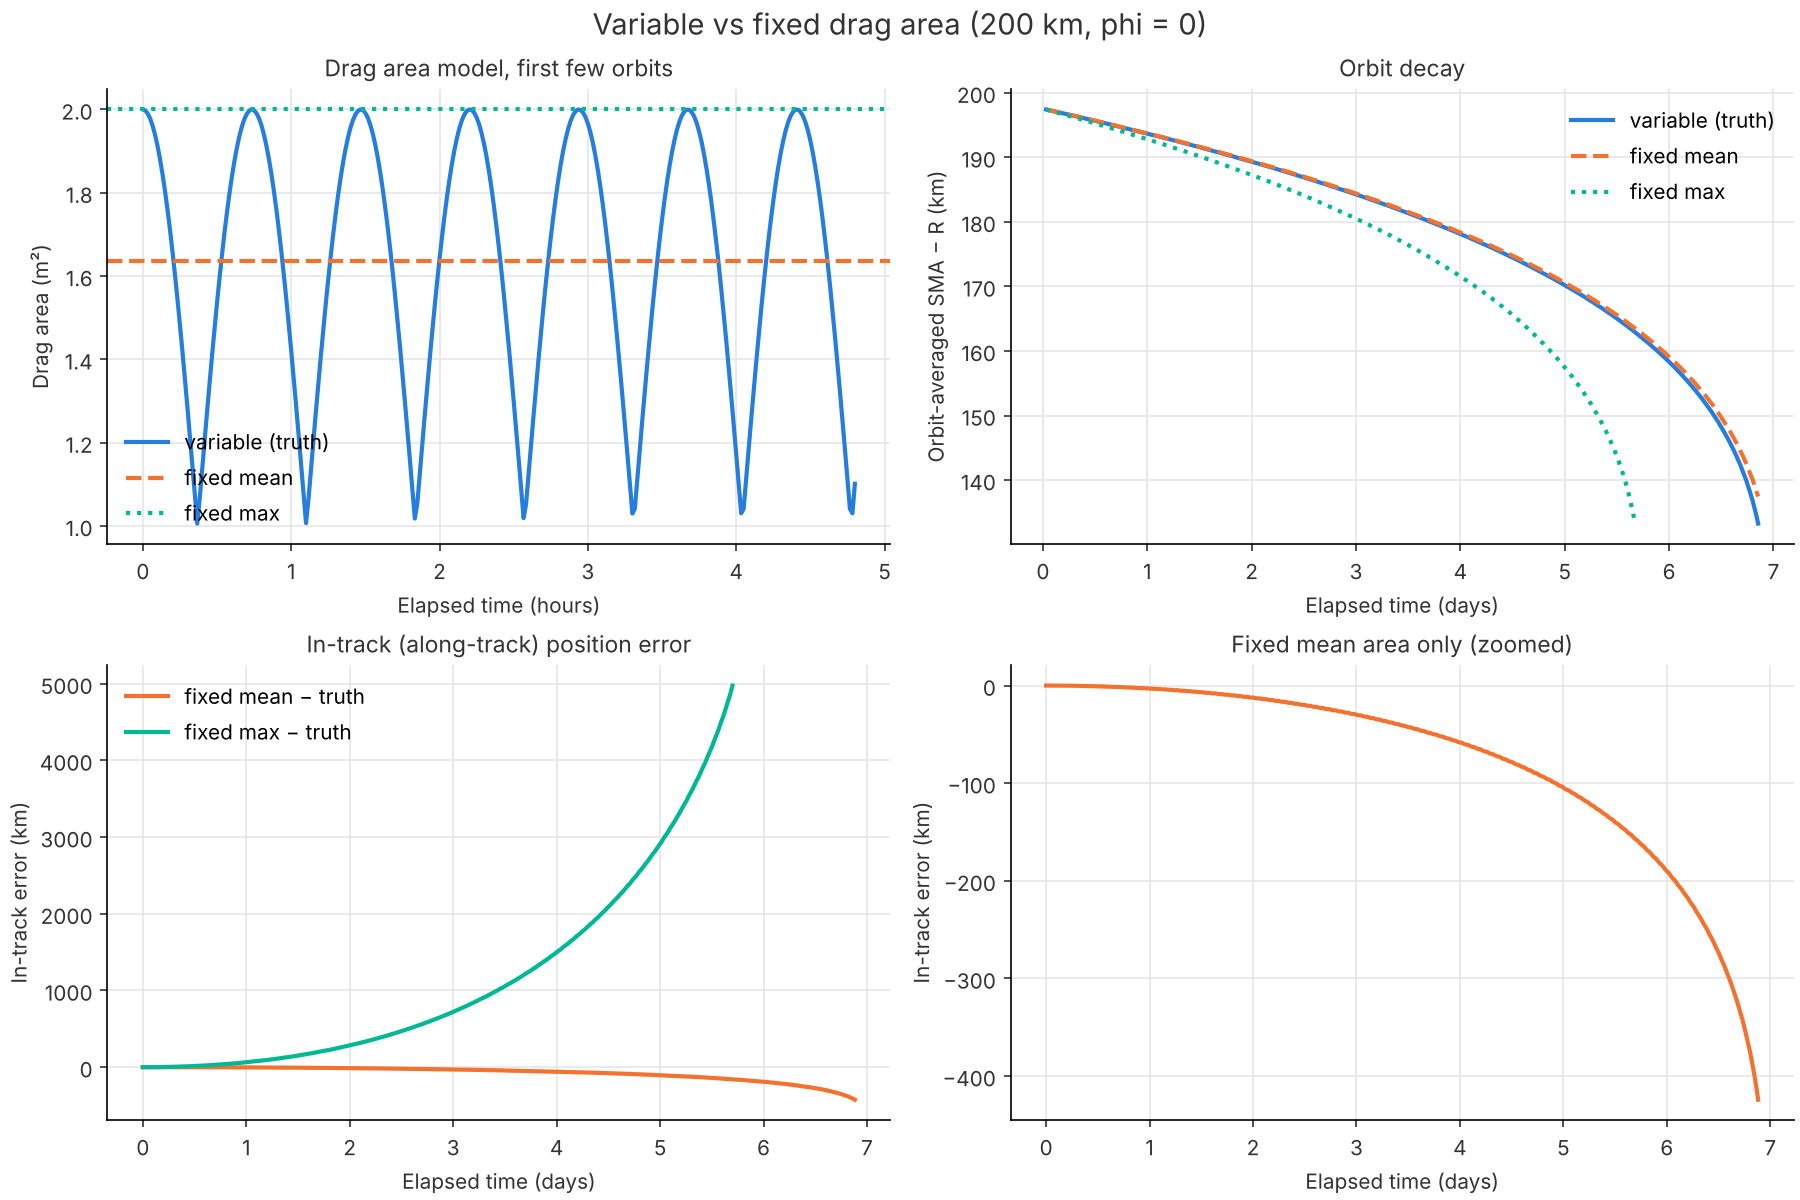 Variable vs fixed drag area (200 km, phi = 0)
Drag area model, first few orbits
Drag area (m²)
2.0
1.8
1.6
1.4
1.2
1.0
variable (truth)
fixed mean
fixed max
0 1 2 3 4 5
Elapsed time (hours)
Orbit decay
Orbit-averaged SMA − R (km)
200
190
180
170
160
150
140
variable (truth)
fixed mean
fixed max
0 1 2 3 4 5 6 7
Elapsed time (days)
In-track (along-track) position error
In-track error (km)
5000
4000
3000
2000
1000
0
fixed mean − truth
fixed max − truth
0 1 2 3 4 5 6 7
Elapsed time (days)
Fixed mean area only (zoomed)
In-track error (km)
0
−100
−200
−300
−400
0 1 2 3 4 5 6 7
Elapsed time (days)